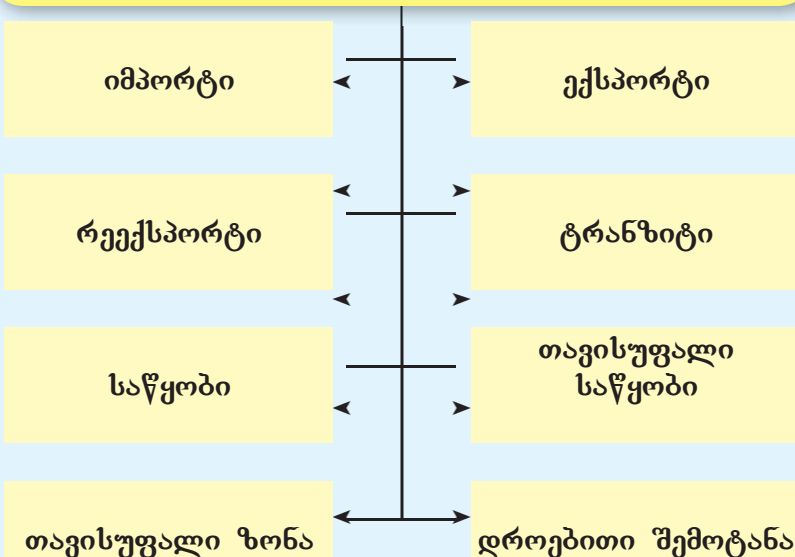 იმპორტი
ექსპორტი
რეექსპორტი
ტრანზიტი
საწყობი
თავისუფალი
საწყობი
თავისუფალი ზონა
დროებითი შემოტანა